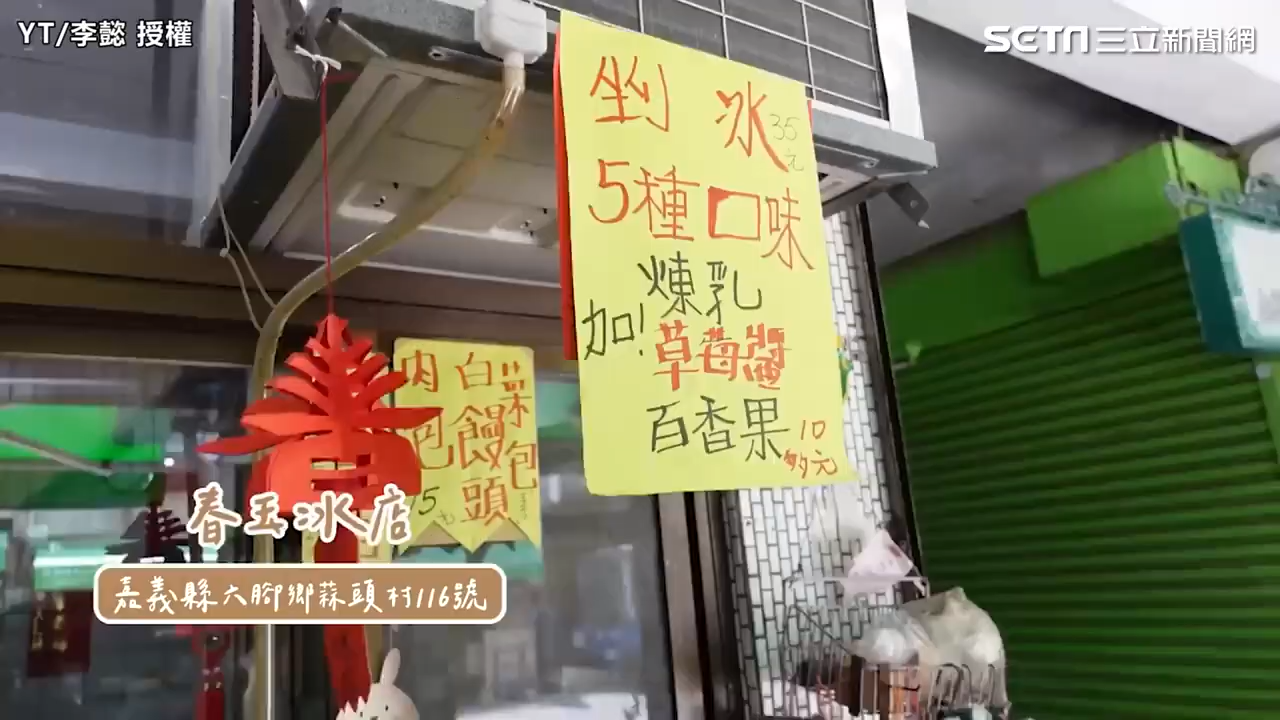 YT/李懿 授權
SETN三立新聞網
剉冰35元
5種口味
加!
煉乳
草莓醬
百香果10多元
菜包
白饅頭
肉包
15元
春玉冰店
嘉義縣六腳鄉蒜頭村116號